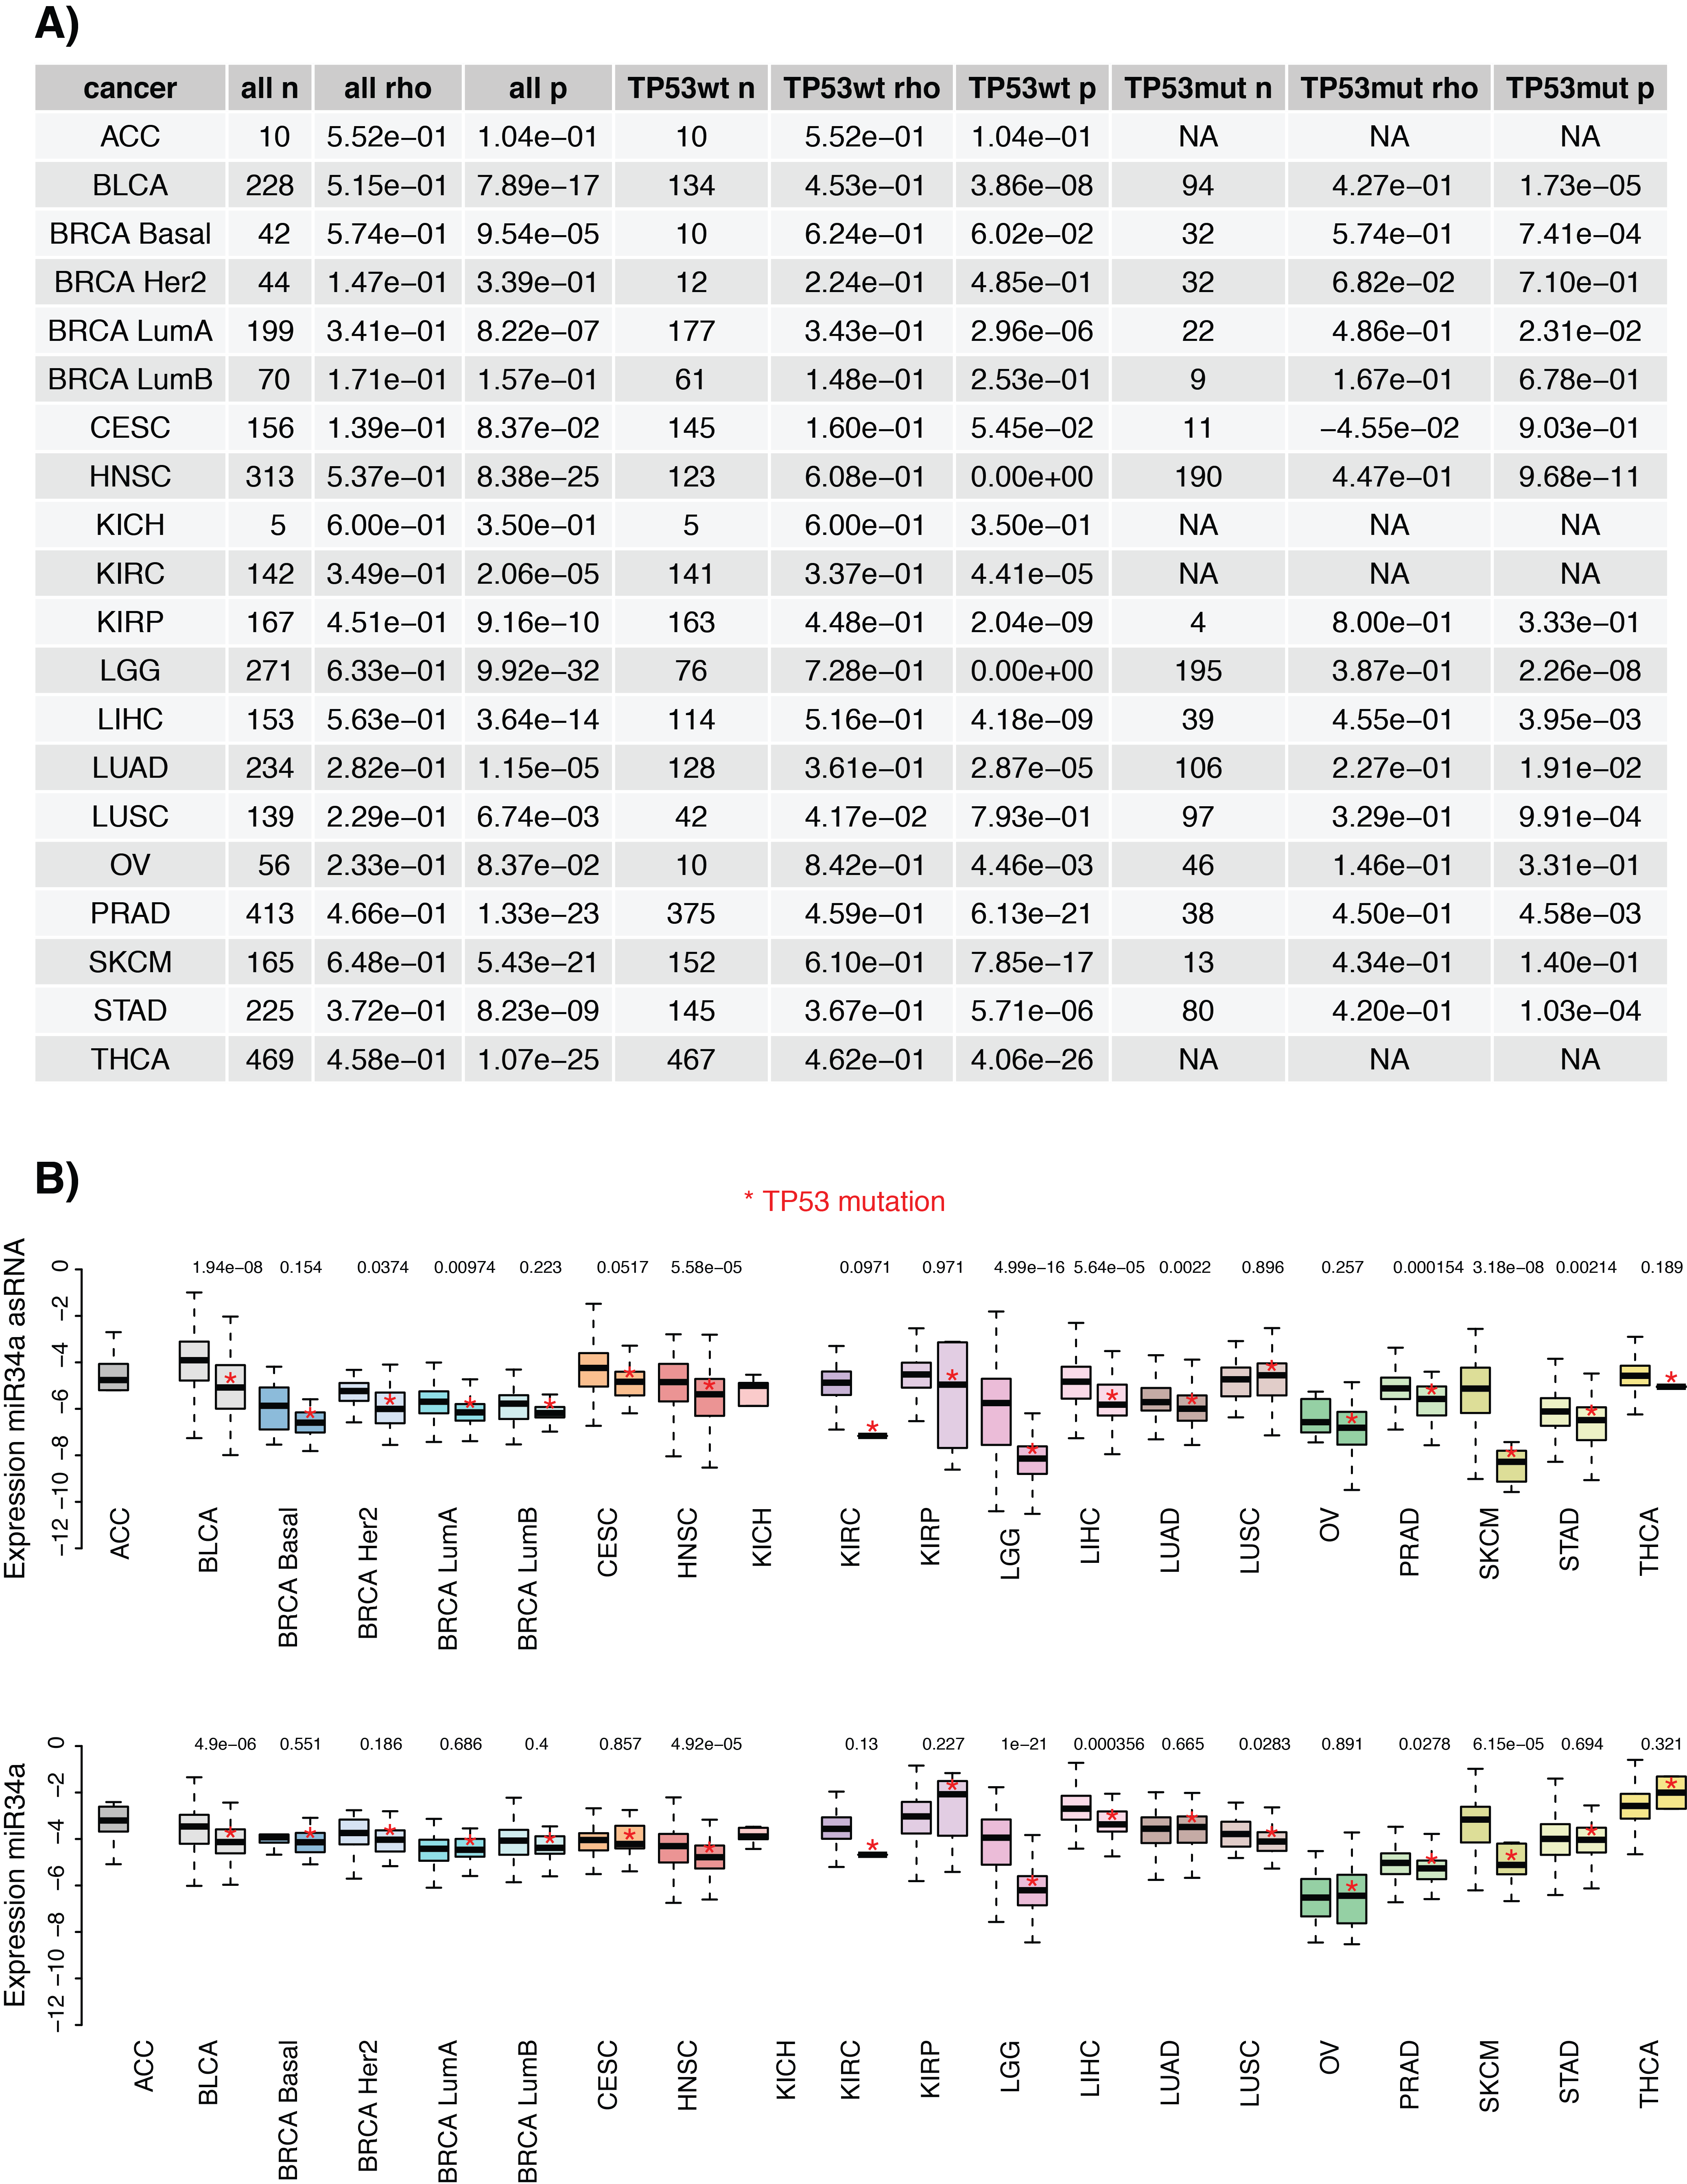 A)
cancer all n all rho all p TP53wt n TP53wt rho TP53wt p TP53mut n TP53mut rho TP53mut p
ACC 10 5.52e−01 1.04e−01 10 5.52e−01 1.04e−01 NA NA NA
BLCA 228 5.15e−01 7.89e−17 134 4.53e−01 3.86e−08 94 4.27e−01 1.73e−05
BRCA Basal 42 5.74e−01 9.54e−05 10 6.24e−01 6.02e−02 32 5.74e−01 7.41e−04
BRCA Her2 44 1.47e−01 3.39e−01 12 2.24e−01 4.85e−01 32 6.82e−02 7.10e−01
BRCA LumA 199 3.41e−01 8.22e−07 177 3.43e−01 2.96e−06 22 4.86e−01 2.31e−02
BRCA LumB 70 1.71e−01 1.57e−01 61 1.48e−01 2.53e−01 9 1.67e−01 6.78e−01
CESC 156 1.39e−01 8.37e−02 145 1.60e−01 5.45e−02 11 −4.55e−02 9.03e−01
HNSC 313 5.37e−01 8.38e−25 123 6.08e−01 0.00e+00 190 4.47e−01 9.68e−11
KICH 5 6.00e−01 3.50e−01 5 6.00e−01 3.50e−01 NA NA NA
KIRC 142 3.49e−01 2.06e−05 141 3.37e−01 4.41e−05 NA NA NA
KIRP 167 4.51e−01 9.16e−10 163 4.48e−01 2.04e−09 4 8.00e−01 3.33e−01
LGG 271 6.33e−01 9.92e−32 76 7.28e−01 0.00e+00 195 3.87e−01 2.26e−08
LIHC 153 5.63e−01 3.64e−14 114 5.16e−01 4.18e−09 39 4.55e−01 3.95e−03
LUAD 234 2.82e−01 1.15e−05 128 3.61e−01 2.87e−05 106 2.27e−01 1.91e−02
LUSC 139 2.29e−01 6.74e−03 42 4.17e−02 7.93e−01 97 3.29e−01 9.91e−04
OV 56 2.33e−01 8.37e−02 10 8.42e−01 4.46e−03 46 1.46e−01 3.31e−01
PRAD 413 4.66e−01 1.33e−23 375 4.59e−01 6.13e−21 38 4.50e−01 4.58e−03
SKCM 165 6.48e−01 5.43e−21 152 6.10e−01 7.85e−17 13 4.34e−01 1.40e−01
STAD 225 3.72e−01 8.23e−09 145 3.67e−01 5.71e−06 80 4.20e−01 1.03e−04
THCA 469 4.58e−01 1.07e−25 467 4.62e−01 4.06e−26 NA NA NA
B)
* TP53 mutation
Expression miR34a asRNA
0 −2 −4 −6 −8 −10 −12
1.94e−08 0.154 0.0374 0.00974 0.223 0.0517 5.58e−05 0.0971 0.971 4.99e−16 5.64e−05 0.0022 0.896 0.257 0.000154 3.18e−08 0.00214 0.189
ACC BLCA BRCA Basal BRCA Her2 BRCA LumA BRCA LumB CESC HNSC KICH KIRC KIRP LGG LIHC LUAD LUSC OV PRAD SKCM STAD THCA
Expression miR34a
0 −2 −4 −6 −8 −10 −12
4.9e−06 0.551 0.186 0.686 0.4 0.857 4.92e−05 0.13 0.227 1e−21 0.000356 0.665 0.0283 0.891 0.0278 6.15e−05 0.694 0.321
ACC BLCA BRCA Basal BRCA Her2 BRCA LumA BRCA LumB CESC HNSC KICH KIRC KIRP LGG LIHC LUAD LUSC OV PRAD SKCM STAD THCA